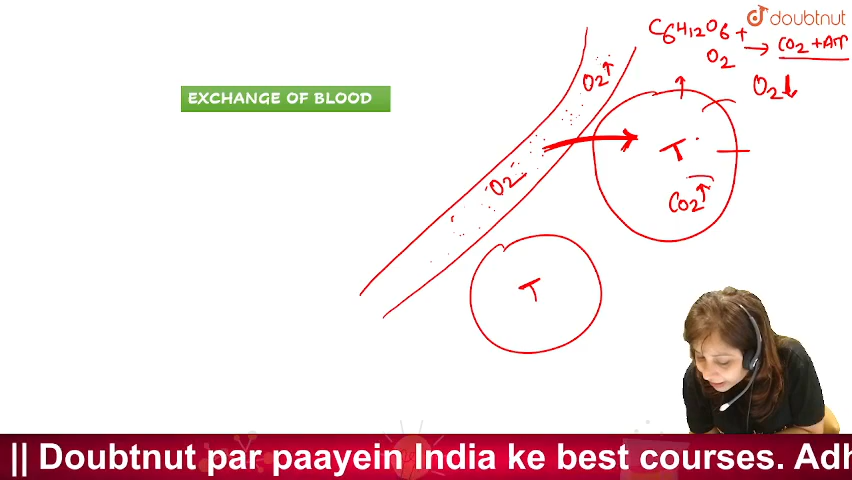 doubtnut
C6H12O6 +
O2 → CO2 + AT
O2↓
EXCHANGE OF BLOOD
O2↑
T
CO2↑
O2
T
|| Doubtnut par paayein India ke best courses. Adh